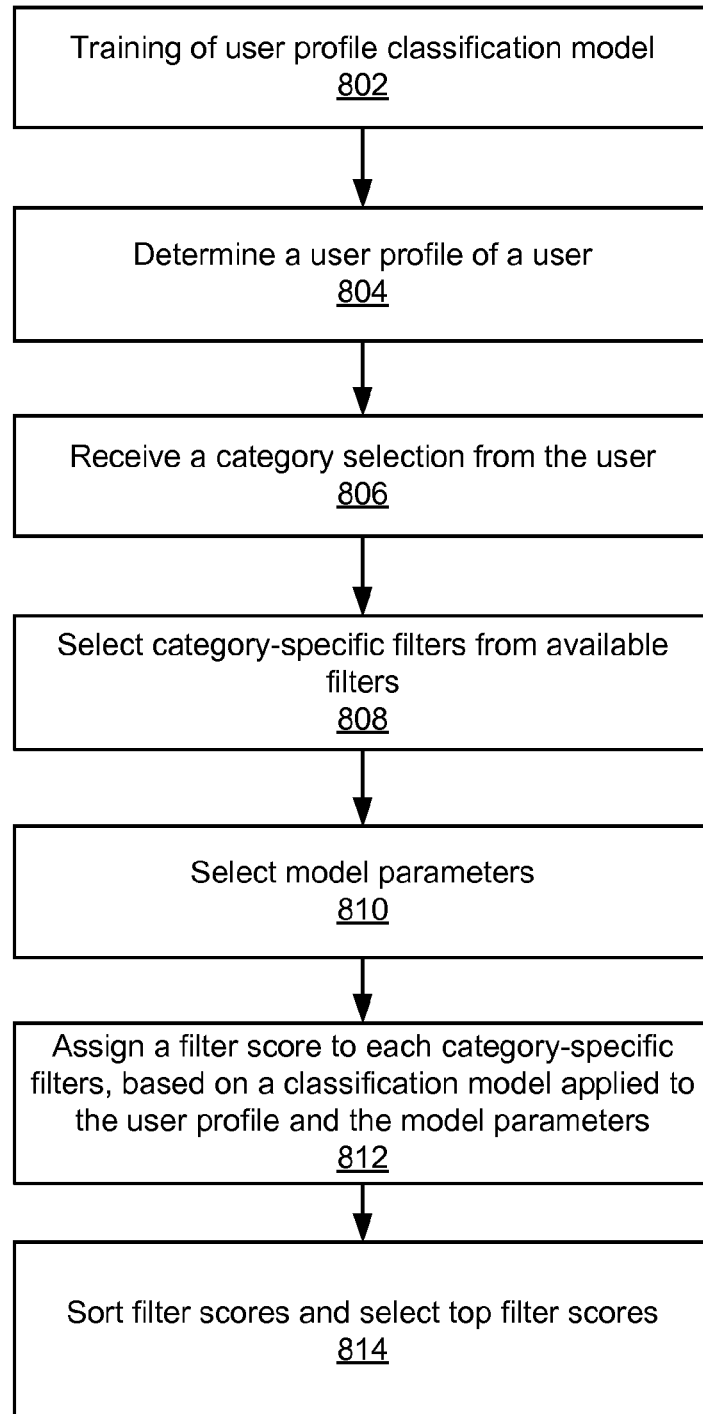 Training of user profile classification model
802
Determine a user profile of a user
804
Receive a category selection from the user
806
Select category-specific filters from available
filters
808
Select model parameters
810
Assign a filter score to each category-specific
filters, based on a classification model applied to
the user profile and the model parameters
812
Sort filter scores and select top filter scores
814